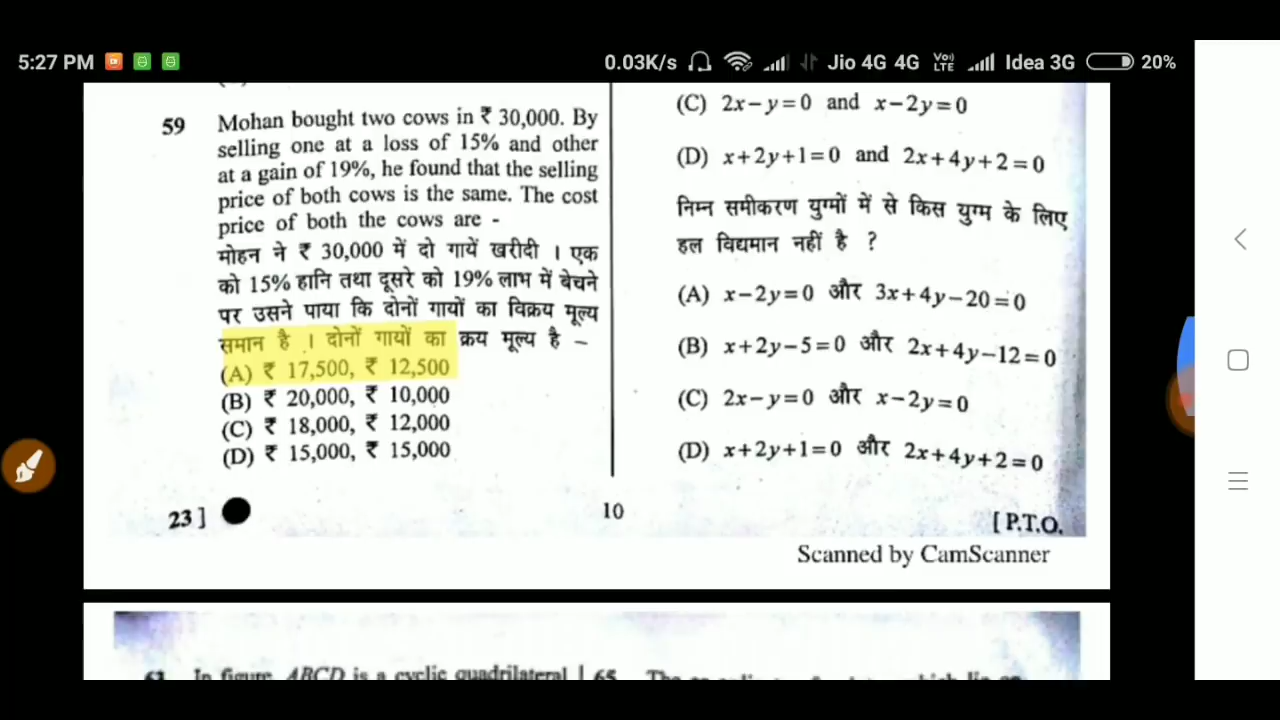 5:27 PM
0.03K/s
Jio 4G 4G
Vo))
LTE
Idea 3G
20%
59
Mohan bought two cows in ₹ 30,000. By
selling one at a loss of 15% and other
at a gain of 19%, he found that the selling
price of both cows is the same. The cost
price of both the cows are -
मोहन ने ₹ 30,000 में दो गायें खरीदी । एक
को 15% हानि तथा दूसरे को 19% लाभ में बेचने
पर उसने पाया कि दोनों गायों का विक्रय मूल्य
समान है । दोनों गायों का क्रय मूल्य है –
(A) ₹ 17,500, ₹ 12,500
(B) ₹ 20,000, ₹ 10,000
(C) ₹ 18,000, ₹ 12,000
(D) ₹ 15,000, ₹ 15,000
(C) 2x−y=0 and x−2y=0
(D) x+2y+1=0 and 2x+4y+2=0
निम्न समीकरण युग्मों में से किस युग्म के लिए
हल विद्यमान नहीं है ?
(A) x−2y=0 और 3x+4y−20=0
(B) x+2y−5=0 और 2x+4y−12=0
(C) 2x−y=0 और x−2y=0
(D) x+2y+1=0 और 2x+4y+2=0
23 ]
10
[ P.T.O.
Scanned by CamScanner
In figure, ABCD is a cyclic quadrilateral
65